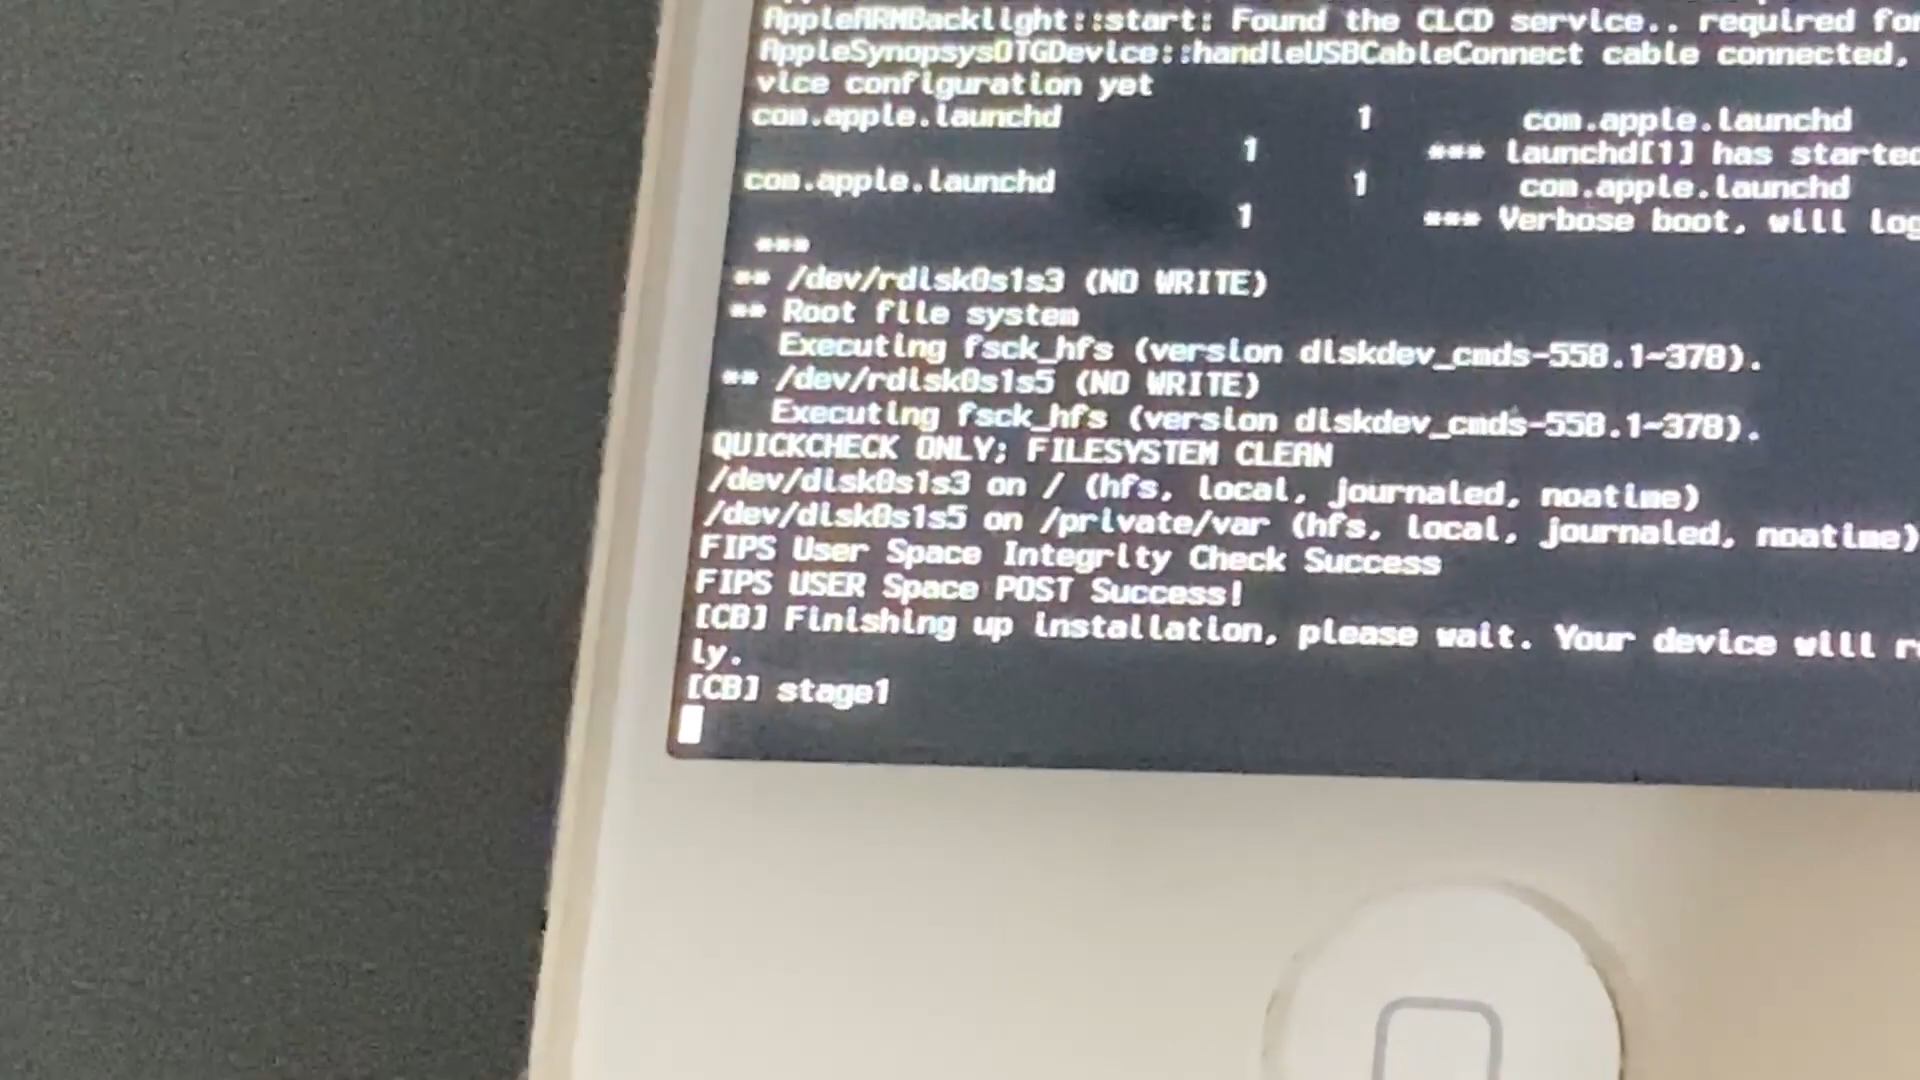 AppleARMBacklight::start: Found the CLCD service.. required for
AppleSynopsysOTGDevice::handleUSBCableConnect cable connected,
vice configuration yet
com.apple.launchd 1 com.apple.launchd
1 *** launchd[1] has started
com.apple.launchd 1 com.apple.launchd
1 *** Verbose boot, will log
***
** /dev/rdisk0s1s3 (NO WRITE)
** Root file system
Executing fsck_hfs (version diskdev_cmds-558.1~378).
** /dev/rdisk0s1s5 (NO WRITE)
Executing fsck_hfs (version diskdev_cmds-558.1~378).
QUICKCHECK ONLY; FILESYSTEM CLEAN
/dev/disk0s1s3 on / (hfs, local, journaled, noatime)
/dev/disk0s1s5 on /private/var (hfs, local, journaled, noatime)
FIPS User Space Integrity Check Success
FIPS USER Space POST Success!
[CB] Finishing up installation, please wait. Your device will
ly.
[CB] stage1